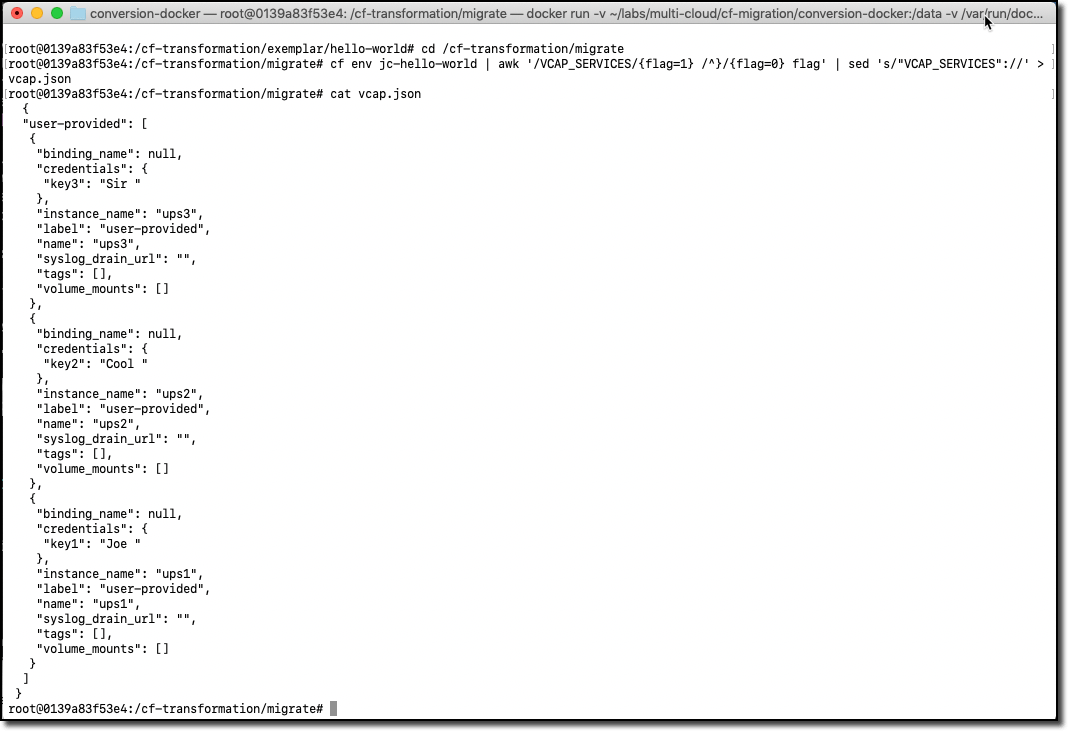 conversion-docker — root@0139a83f53e4: /cf-transformation/migrate — docker run -v ~/labs/multi-cloud/cf-migration/conversion-docker:/data -v /var/run/doc...
[root@0139a83f53e4:/cf-transformation/exemplar/hello-world# cd /cf-transformation/migrate ]
[root@0139a83f53e4:/cf-transformation/migrate# cf env jc-hello-world | awk '/VCAP_SERVICES/{flag=1} /^}/{flag=0} flag' | sed 's/"VCAP_SERVICES"://' > ]
vcap.json
[root@0139a83f53e4:/cf-transformation/migrate# cat vcap.json ]
  {
  "user-provided": [
   {
    "binding_name": null,
    "credentials": {
     "key3": "Sir "
    },
    "instance_name": "ups3",
    "label": "user-provided",
    "name": "ups3",
    "syslog_drain_url": "",
    "tags": [],
    "volume_mounts": []
   },
   {
    "binding_name": null,
    "credentials": {
     "key2": "Cool "
    },
    "instance_name": "ups2",
    "label": "user-provided",
    "name": "ups2",
    "syslog_drain_url": "",
    "tags": [],
    "volume_mounts": []
   },
   {
    "binding_name": null,
    "credentials": {
     "key1": "Joe "
    },
    "instance_name": "ups1",
    "label": "user-provided",
    "name": "ups1",
    "syslog_drain_url": "",
    "tags": [],
    "volume_mounts": []
   }
  ]
 }
root@0139a83f53e4:/cf-transformation/migrate#